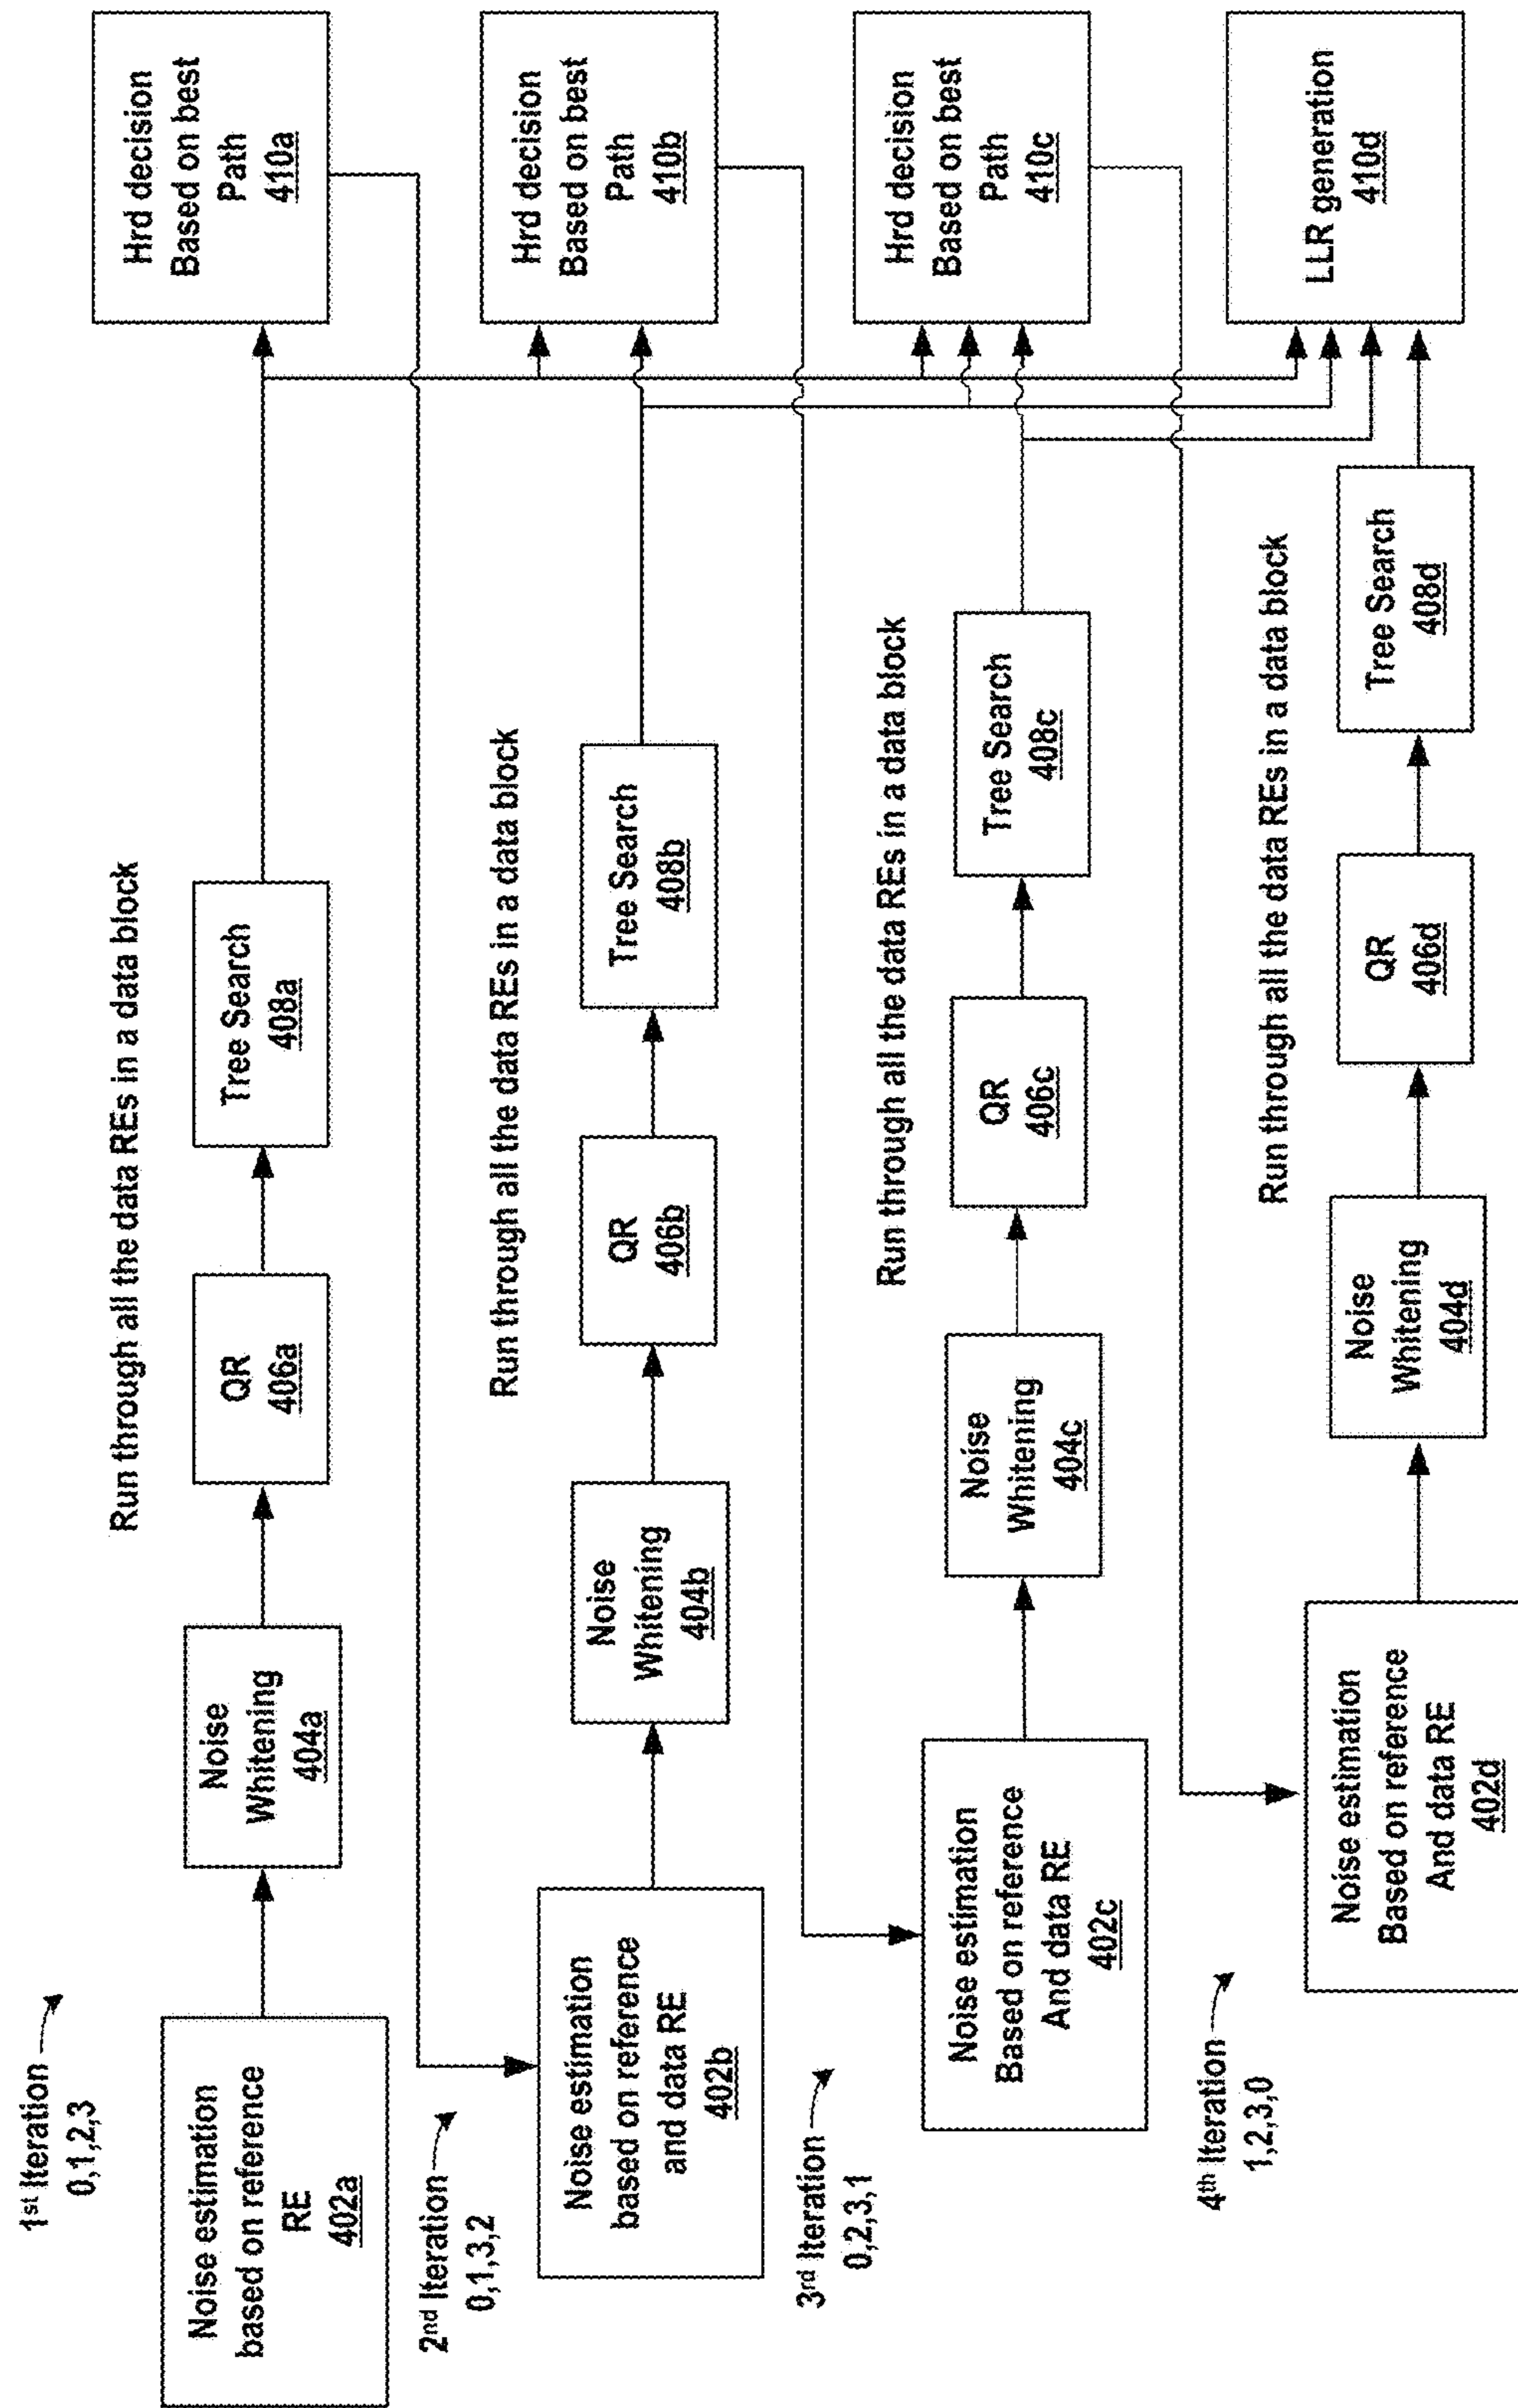 1st Iteration
0,1,2,3
Noise estimation
based on reference
RE
402a
Noise
Whitening
404a
Run through all the data REs in a data block
QR
406a
Tree Search
408a
Hrd decision
Based on best
Path
410a
2nd Iteration
0,1,3,2
Noise estimation
based on reference
and data RE
402b
Noise
Whitening
404b
Run through all the data REs in a data block
QR
406b
Tree Search
408b
Hrd decision
Based on best
Path
410b
3rd Iteration
0,2,3,1
Noise estimation
Based on reference
And data RE
402c
Noise
Whitening
404c
Run through all the data REs in a data block
QR
406c
Tree Search
408c
Hrd decision
Based on best
Path
410c
4th Iteration
1,2,3,0
Noise estimation
Based on reference
And data RE
402d
Noise
Whitening
404d
Run through all the data REs in a data block
QR
406d
Tree Search
408d
LLR generation
410d